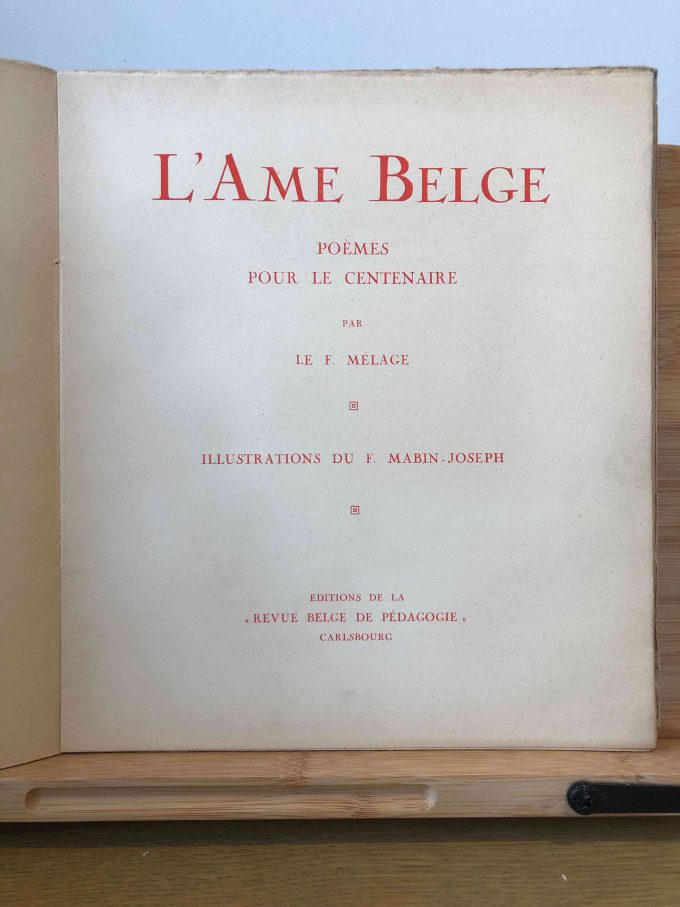 L'AME BELGE
POÈMES
POUR LE CENTENAIRE
PAR
LE F. MÉLAGE
ILLUSTRATIONS DU F. MABIN-JOSEPH
EDITIONS DE LA
« REVUE BELGE DE PÉDAGOGIE »
CARLSBOURG